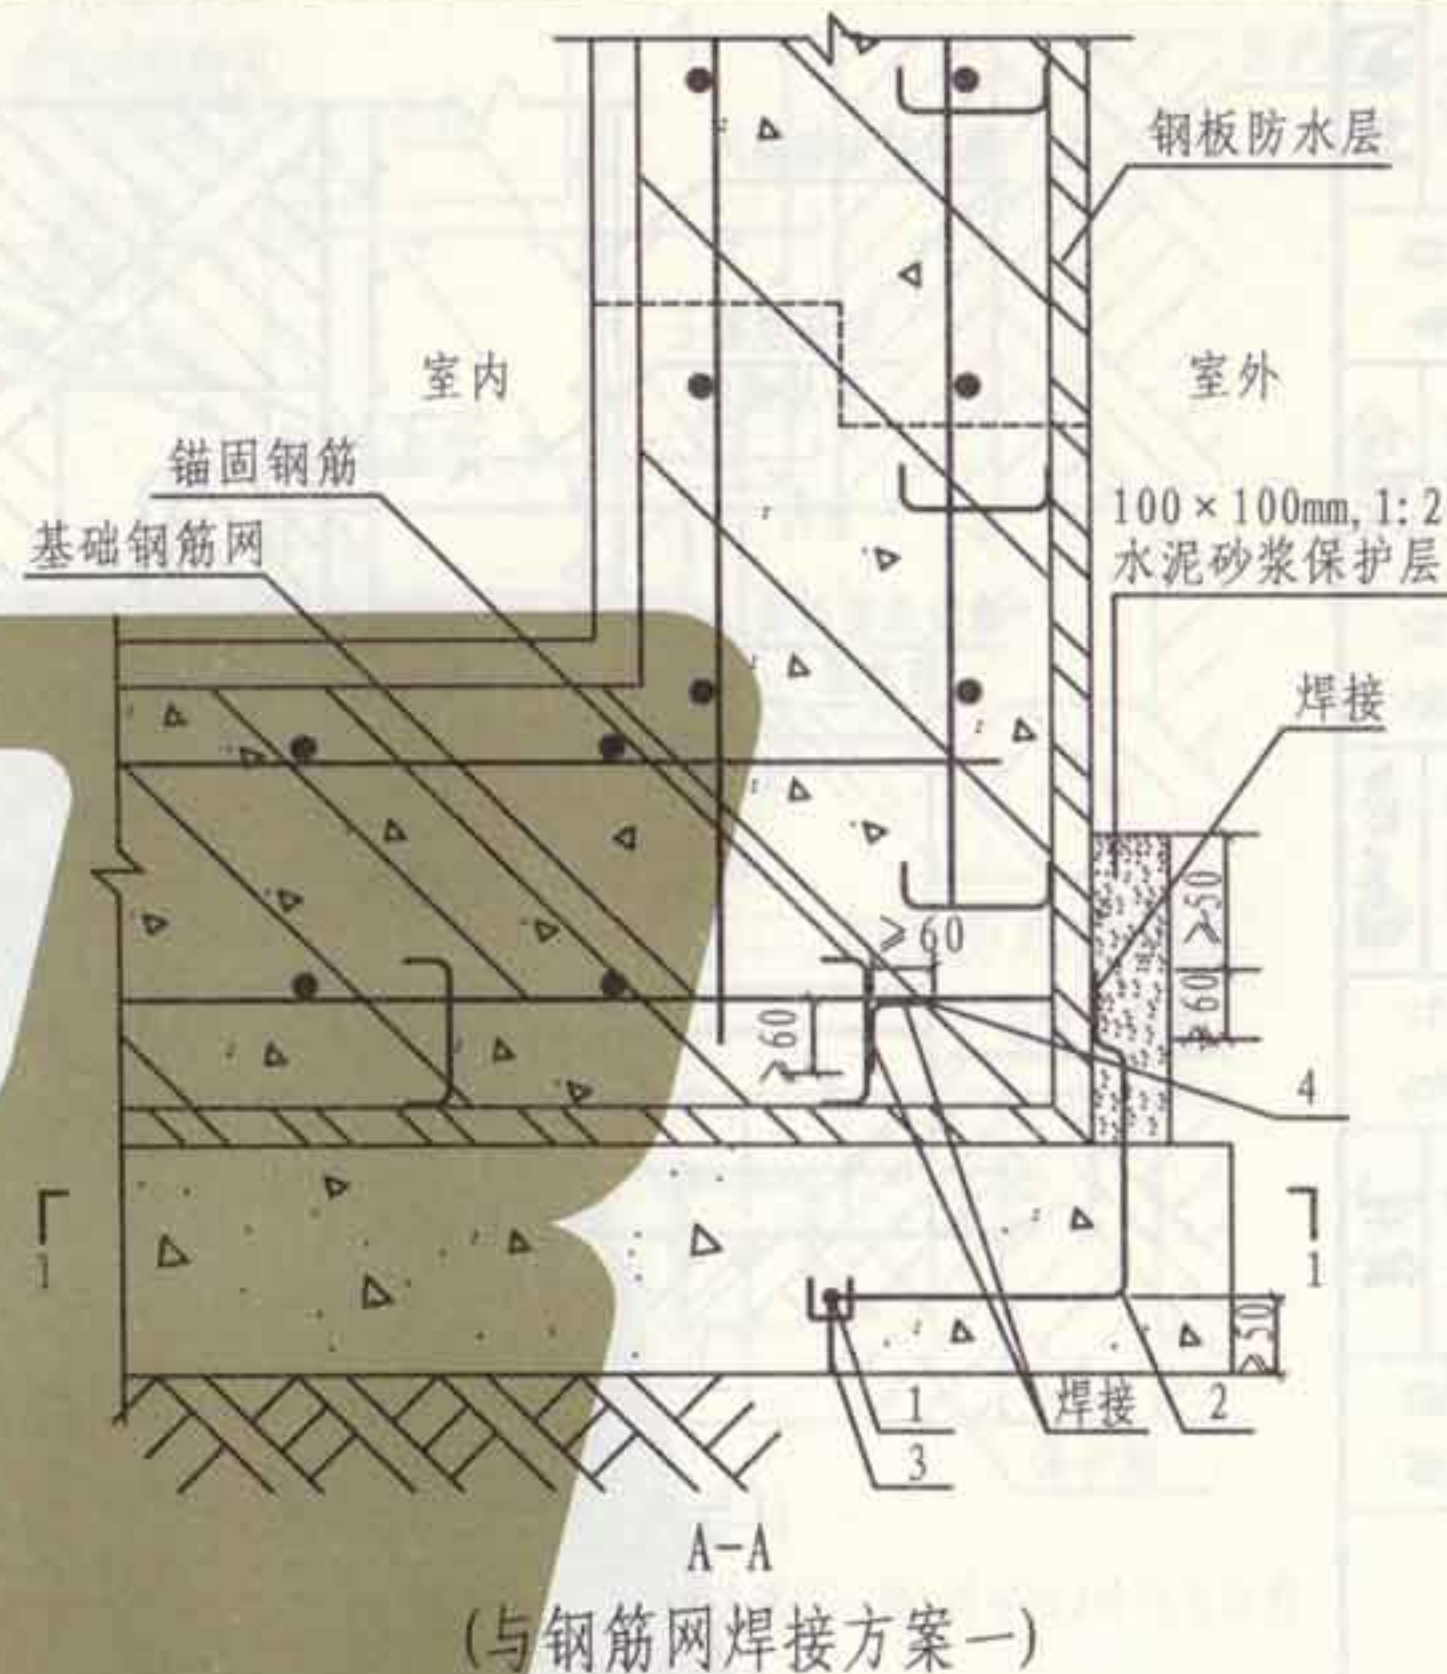 钢板防水层
室内
室外
锚固钢筋
基础钢筋网
100×100mm,1:2
水泥砂浆保护层
焊接
>50
≥60
≥60
≥60
4
1
1
≥50
1
焊接
2
3
A-A
(与钢筋网焊接方案一)